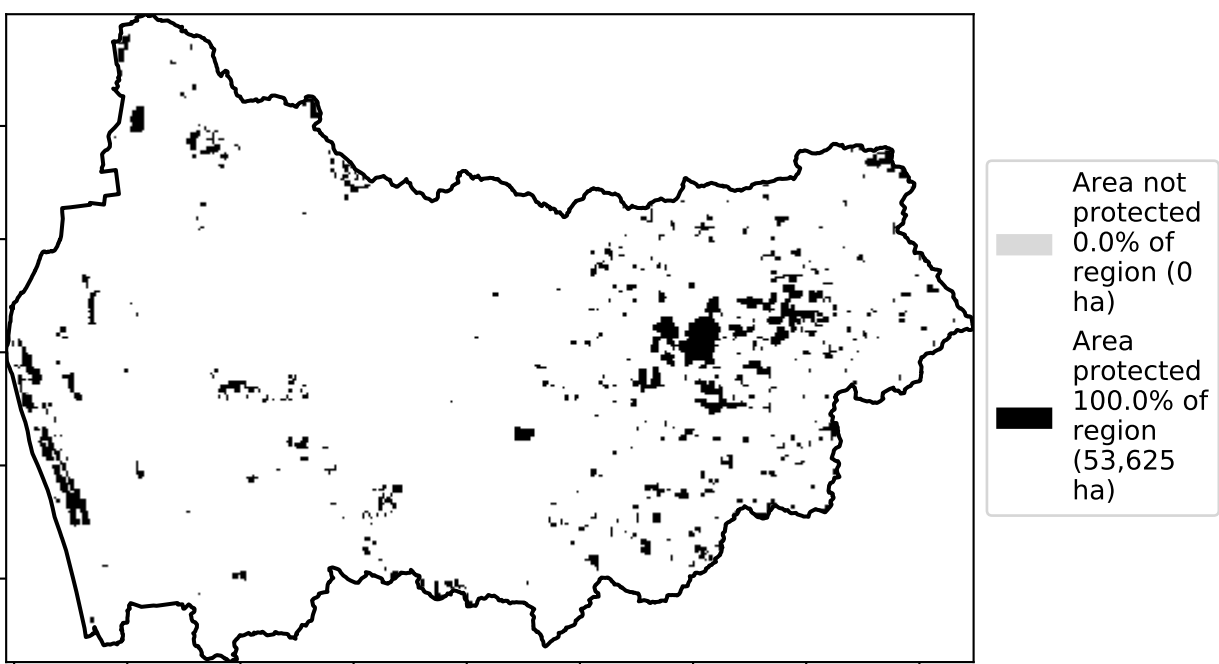 Area not
protected
0.0% of
region (0
ha)
Area
protected
100.0% of
region
(53,625
ha)